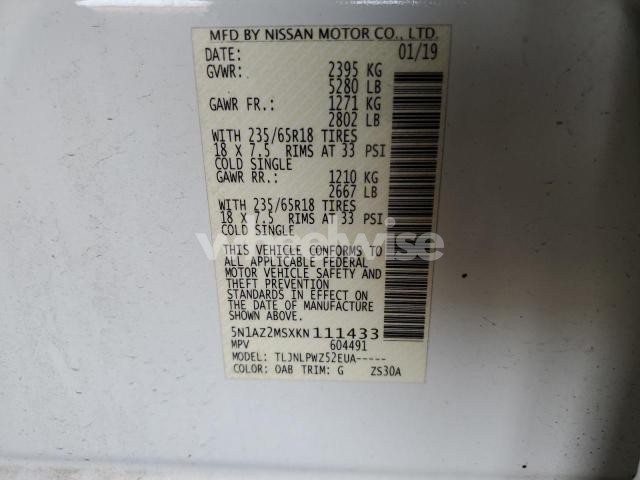 MFD BY NISSAN MOTOR CO., LTD.
DATE: 01/19
GVWR: 2395 KG
5280 LB
GAWR FR.: 1271 KG
2802 LB
WITH 235/65R18 TIRES
18 X 7.5 RIMS AT 33 PSI
COLD SINGLE
GAWR RR.: 1210 KG
2667 LB
WITH 235/65R18 TIRES
18 X 7.5 RIMS AT 33 PSI
COLD SINGLE
THIS VEHICLE CONFORMS TO
ALL APPLICABLE FEDERAL
MOTOR VEHICLE SAFETY AND
THEFT PREVENTION
STANDARDS IN EFFECT ON
THE DATE OF MANUFACTURE
SHOWN ABOVE.
5N1AZ2MSXKN111433
MPV 604491
MODEL: TLJNLPWZ52EUA-----
COLOR: QAB TRIM: G ZS30A